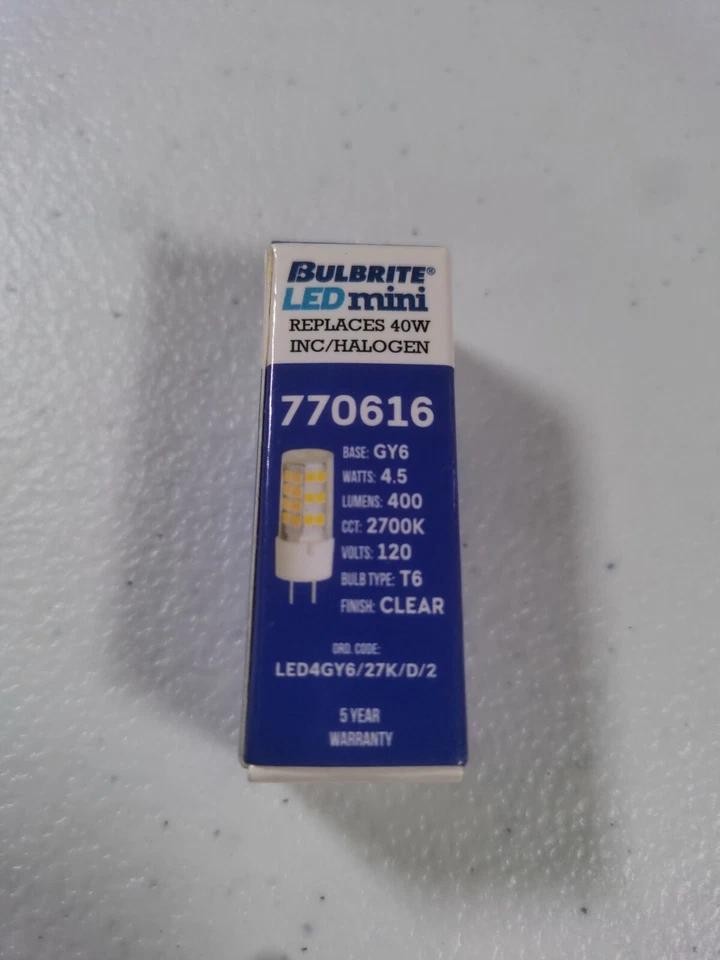 BULBRITE®
LED mini
REPLACES 40W
INC/HALOGEN
770616
BASE: GY6
WATTS: 4.5
LUMENS: 400
CCT: 2700K
VOLTS: 120
BULB TYPE: T6
FINISH: CLEAR
ORD. CODE:
LED4GY6/27K/D/2
5 YEAR
WARRANTY